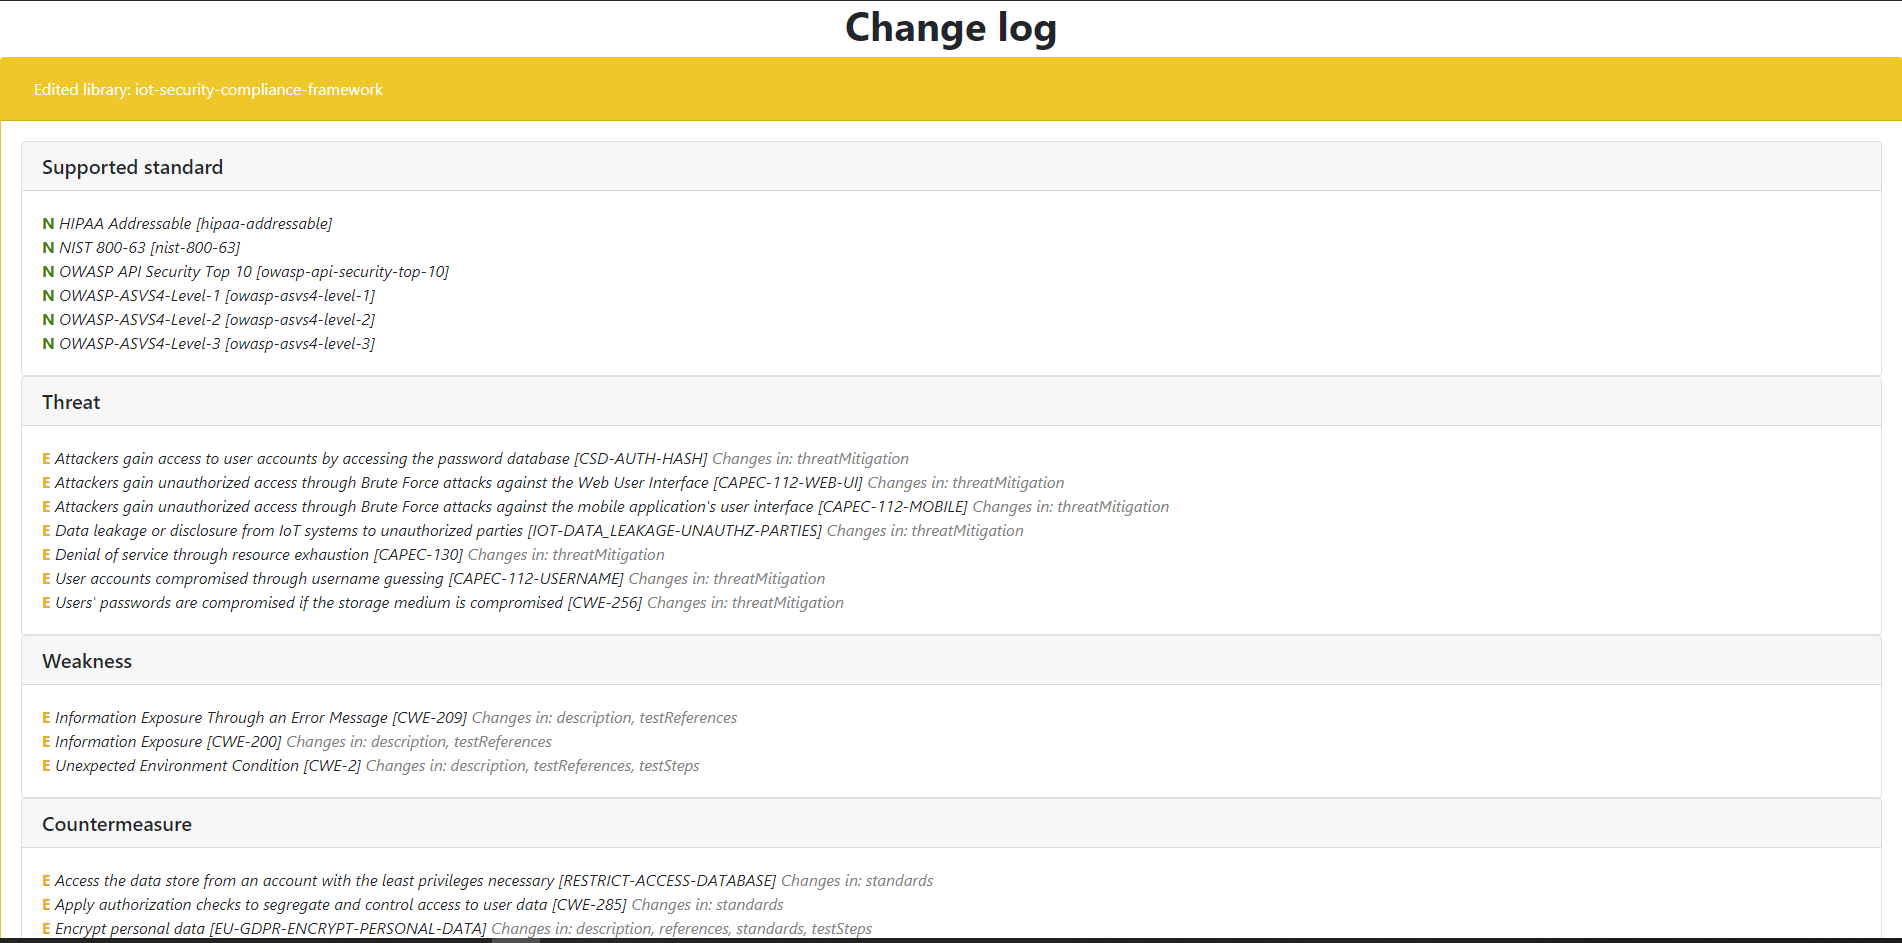 Change log
Edited library: iot-security-compliance-framework
Supported standard
N HIPAA Addressable [hipaa-addressable]
N NIST 800-63 [nist-800-63]
N OWASP API Security Top 10 [owasp-api-security-top-10]
N OWASP-ASVS4-Level-1 [owasp-asvs4-level-1]
N OWASP-ASVS4-Level-2 [owasp-asvs4-level-2]
N OWASP-ASVS4-Level-3 [owasp-asvs4-level-3]
Threat
E Attackers gain access to user accounts by accessing the password database [CSD-AUTH-HASH] Changes in: threatMitigation
E Attackers gain unauthorized access through Brute Force attacks against the Web User Interface [CAPEC-112-WEB-UI] Changes in: threatMitigation
E Attackers gain unauthorized access through Brute Force attacks against the mobile application's user interface [CAPEC-112-MOBILE] Changes in: threatMitigation
E Data leakage or disclosure from IoT systems to unauthorized parties [IOT-DATA_LEAKAGE-UNAUTHZ-PARTIES] Changes in: threatMitigation
E Denial of service through resource exhaustion [CAPEC-130] Changes in: threatMitigation
E User accounts compromised through username guessing [CAPEC-112-USERNAME] Changes in: threatMitigation
E Users' passwords are compromised if the storage medium is compromised [CWE-256] Changes in: threatMitigation
Weakness
E Information Exposure Through an Error Message [CWE-209] Changes in: description, testReferences
E Information Exposure [CWE-200] Changes in: description, testReferences
E Unexpected Environment Condition [CWE-2] Changes in: description, testReferences, testSteps
Countermeasure
E Access the data store from an account with the least privileges necessary [RESTRICT-ACCESS-DATABASE] Changes in: standards
E Apply authorization checks to segregate and control access to user data [CWE-285] Changes in: standards
E Encrypt personal data [EU-GDPR-ENCRYPT-PERSONAL-DATA] Changes in: description, references, standards, testSteps